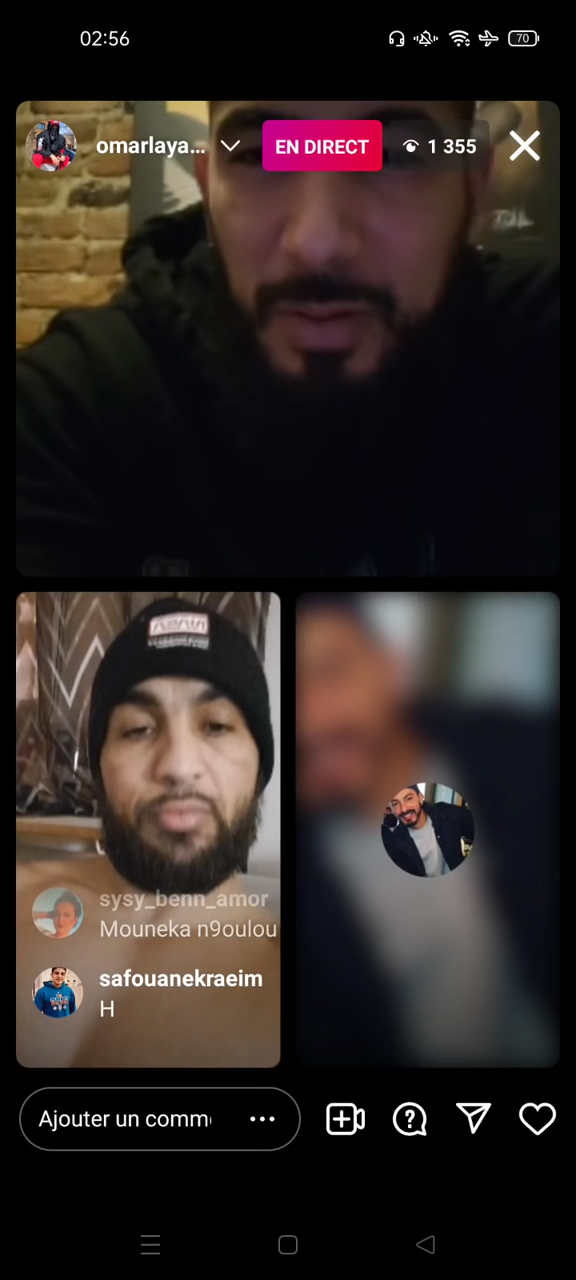 02:56
70
omarlaya...
EN DIRECT
1 355
sysy_benn_amor
Mouneka n9oulou
safouanekraeim
H
Ajouter un comm